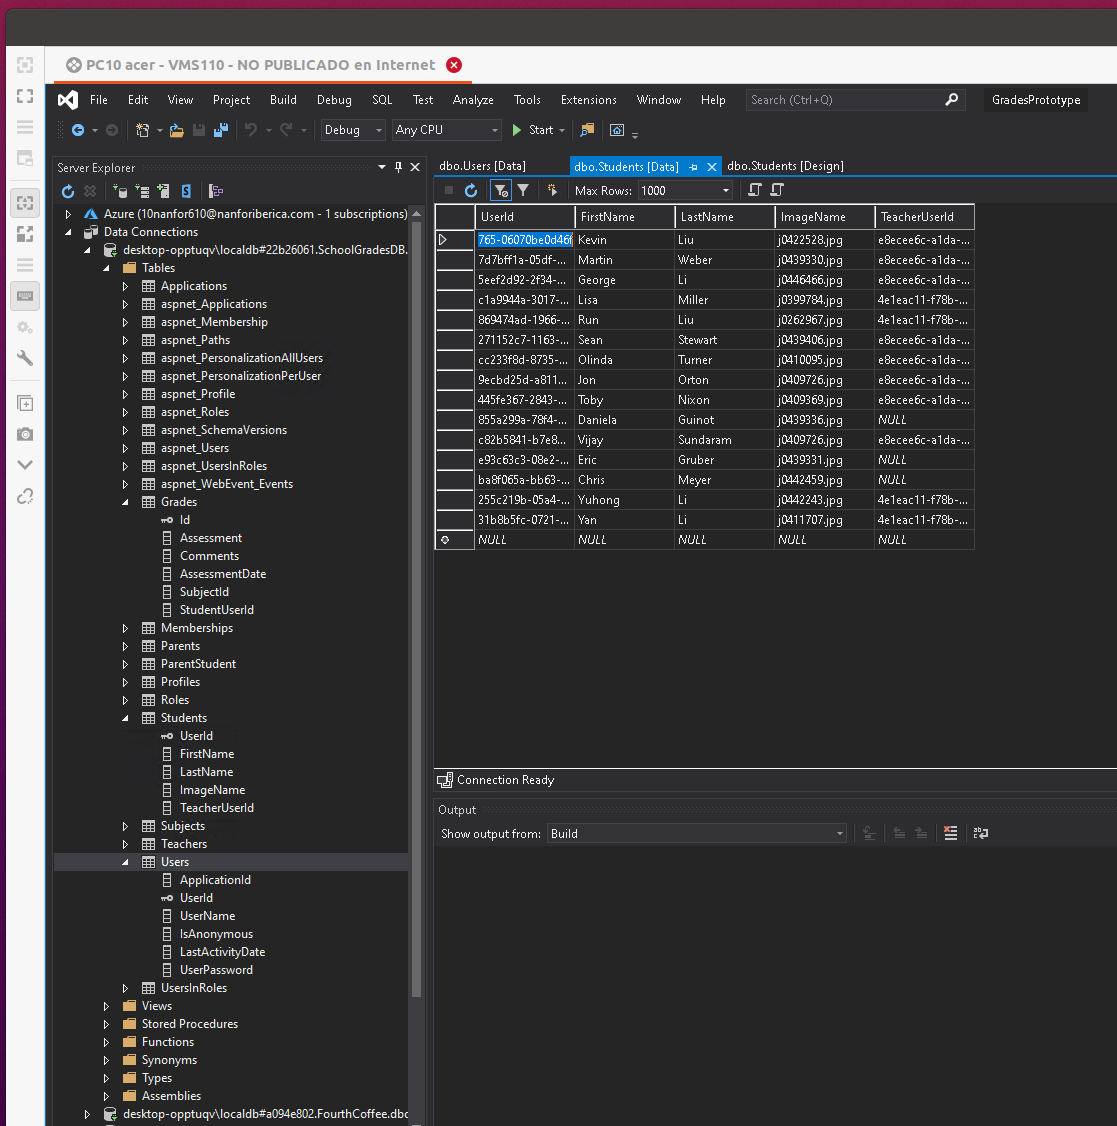 PC10 acer - VMS110 - NO PUBLICADO en Internet
File Edit View Project Build Debug SQL Test Analyze Tools Extensions Window Help Search (Ctrl+Q) GradesPrototype
Debug Any CPU Start
Server Explorer
Azure (10nanfor610@nanforiberica.com - 1 subscriptions)
Data Connections
desktop-opptuqv\localdb#22b26061.SchoolGradesDB.
Tables
Applications
aspnet_Applications
aspnet_Membership
aspnet_Paths
aspnet_PersonalizationAllUsers
aspnet_PersonalizationPerUser
aspnet_Profile
aspnet_Roles
aspnet_SchemaVersions
aspnet_Users
aspnet_UsersInRoles
aspnet_WebEvent_Events
Grades
Id
Assessment
Comments
AssessmentDate
SubjectId
StudentUserId
Memberships
Parents
ParentStudent
Profiles
Roles
Students
UserId
FirstName
LastName
ImageName
TeacherUserId
Subjects
Teachers
Users
ApplicationId
UserId
UserName
IsAnonymous
LastActivityDate
UserPassword
UsersInRoles
Views
Stored Procedures
Functions
Synonyms
Types
Assemblies
desktop-opptuqv\localdb#a094e802.FourthCoffee.dbo
dbo.Users [Data] dbo.Students [Data] dbo.Students [Design]
Max Rows: 1000
UserId FirstName LastName ImageName TeacherUserId
765-06070be0d46f Kevin Liu j0422528.jpg e8ecee6c-a1da-...
7d7bff1a-05df-... Martin Weber j0439330.jpg e8ecee6c-a1da-...
5eef2d92-2f34-... George Li j0446466.jpg e8ecee6c-a1da-...
c1a9944a-3017-... Lisa Miller j0399784.jpg 4e1eac11-f78b-...
869474ad-1966-... Run Liu j0262967.jpg 4e1eac11-f78b-...
271152c7-1163-... Sean Stewart j0439406.jpg e8ecee6c-a1da-...
cc233f8d-8735-... Olinda Turner j0410095.jpg e8ecee6c-a1da-...
9ecbd25d-a811... Jon Orton j0409726.jpg e8ecee6c-a1da-...
445fe367-2843-... Toby Nixon j0409369.jpg e8ecee6c-a1da-...
855a299a-78f4-... Daniela Guinot j0439336.jpg NULL
c82b5841-b7e8... Vijay Sundaram j0409726.jpg e8ecee6c-a1da-...
e93c63c3-08e2-... Eric Gruber j0439331.jpg NULL
ba8f065a-bb63-... Chris Meyer j0442459.jpg NULL
255c219b-05a4-... Yuhong Li j0442243.jpg 4e1eac11-f78b-...
31b8b5fc-0721-... Yan Li j0411707.jpg 4e1eac11-f78b-...
NULL NULL NULL NULL NULL
Connection Ready
Output
Show output from: Build